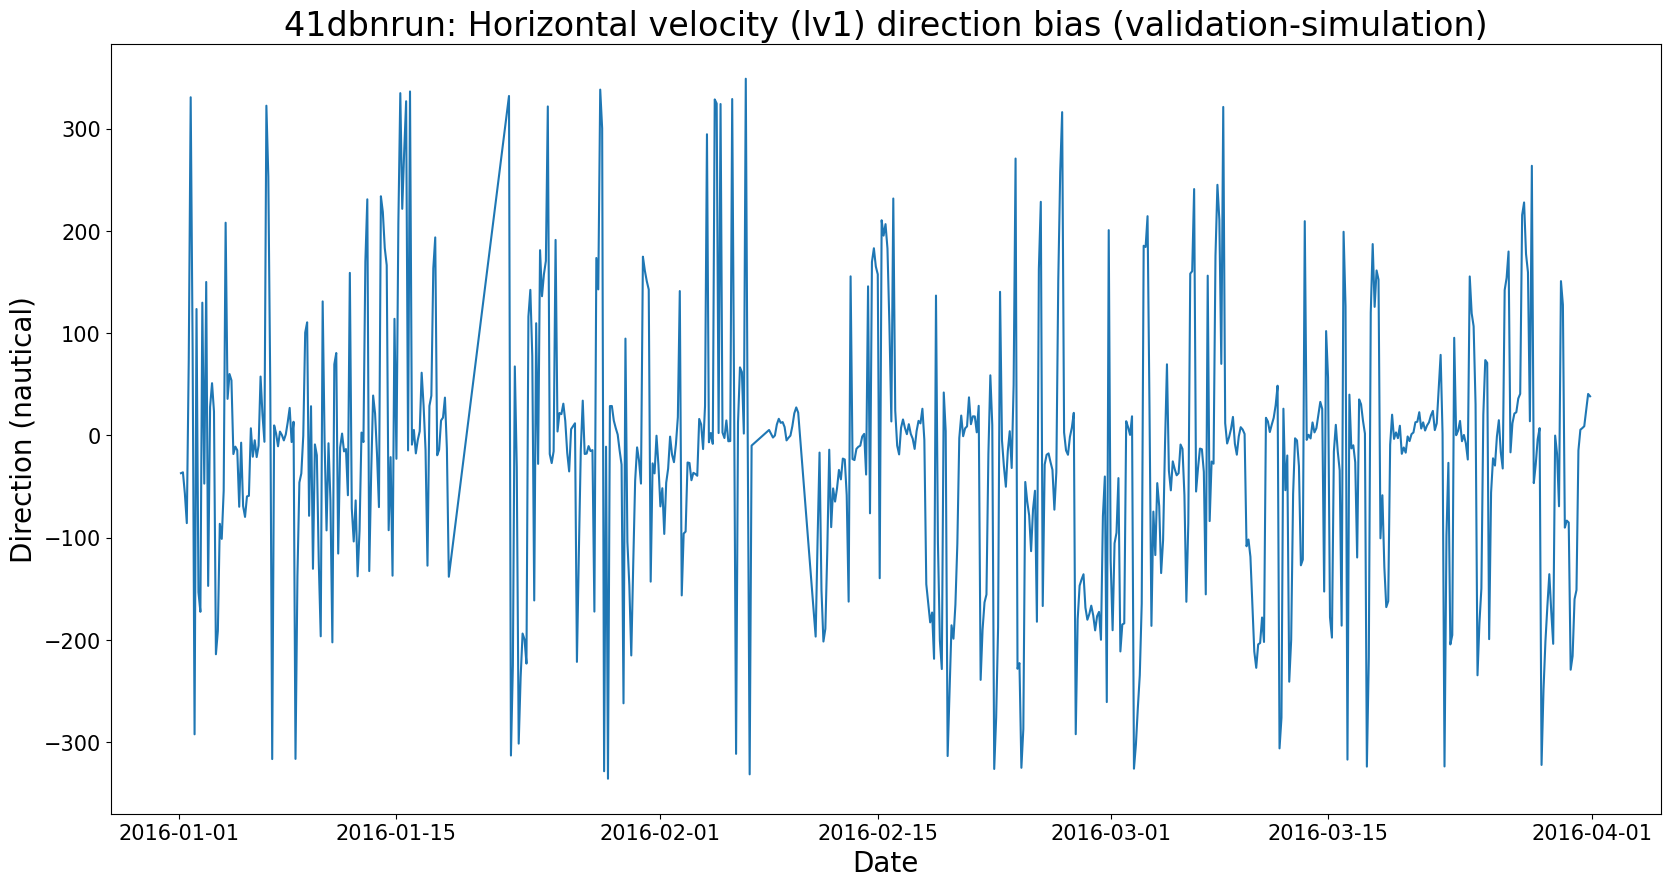 41dbnrun: Horizontal velocity (lv1) direction bias (validation-simulation)
Direction (nautical)
300
200
100
0
−100
−200
−300
2016-01-01 2016-01-15 2016-02-01 2016-02-15 2016-03-01 2016-03-15 2016-04-01
Date